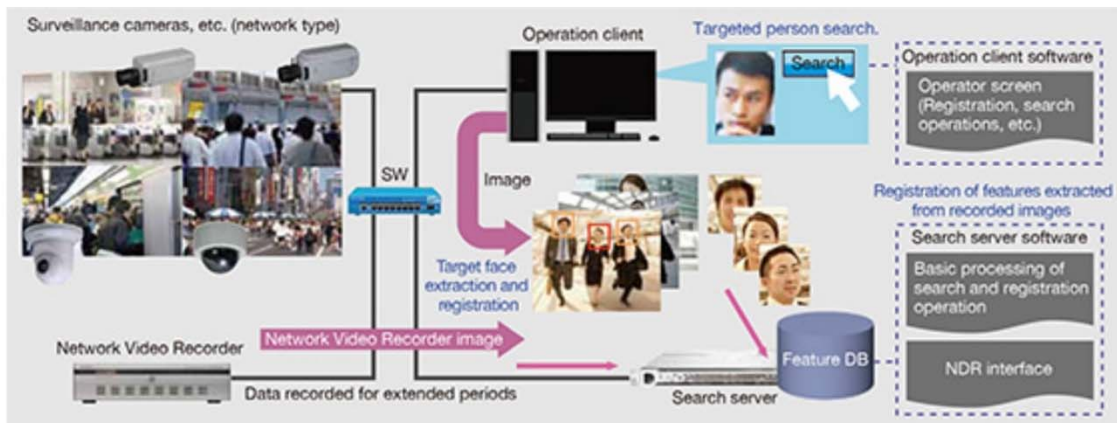 Surveillance cameras, etc. (network type)
Operation client
Targeted person search.
Search
Operation client software
Operator screen
(Registration, search
operations, etc.)
SW
Image
Registration of features extracted
from recorded images
Target face
extraction and
registration
Search server software
Basic processing of
search and registration
operation
Network Video Recorder image
Network Video Recorder
Feature DB
NDR interface
Data recorded for extended periods
Search server